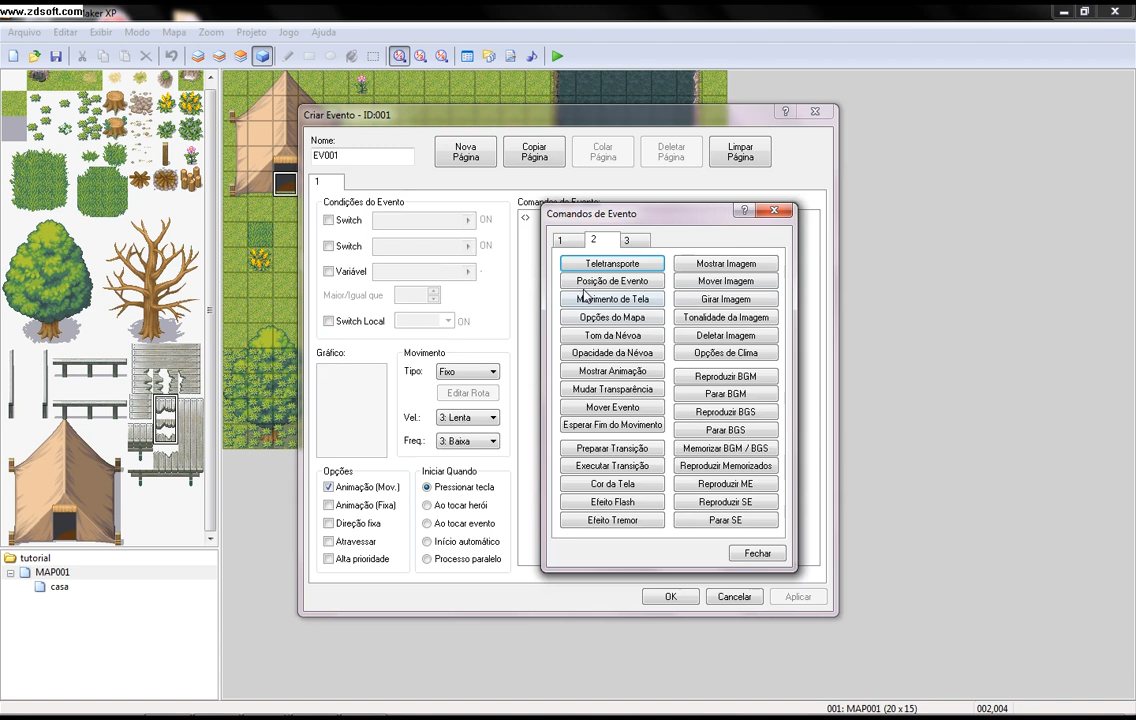 www.zdsoft.com
aker XP
Arquivo Editar Exibir Modo Mapa Zoom Projeto Jogo Ajuda
Criar Evento - ID:001
Nome:
EV001
Nova Página
Copiar Página
Colar Página
Deletar Página
Limpar Página
1
Condições do Evento
Switch ON
Switch ON
Variável -
Maior/Igual que
Switch Local ON
Gráfico:
Movimento
Tipo: Fixo
Editar Rota
Vel.: 3: Lenta
Freq.: 3: Baixa
Opções
Animação (Mov.)
Animação (Fixa)
Direção fixa
Atravessar
Alta prioridade
Iniciar Quando
Pressionar tecla
Ao tocar herói
Ao tocar evento
Início automático
Processo paralelo
Comandos de Evento:
<>
Comandos de Evento
1 2 3
Teletransporte
Posição de Evento
Movimento de Tela
Opções do Mapa
Tom da Névoa
Opacidade da Névoa
Mostrar Animação
Mudar Transparência
Mover Evento
Esperar Fim do Movimento
Preparar Transição
Executar Transição
Cor da Tela
Efeito Flash
Efeito Tremor
Mostrar Imagem
Mover Imagem
Girar Imagem
Tonalidade da Imagem
Deletar Imagem
Opções de Clima
Reproduzir BGM
Parar BGM
Reproduzir BGS
Parar BGS
Memorizar BGM / BGS
Reproduzir Memorizados
Reproduzir ME
Reproduzir SE
Parar SE
Fechar
OK Cancelar Aplicar
tutorial
MAP001
casa
001: MAP001 (20 x 15) 002,004